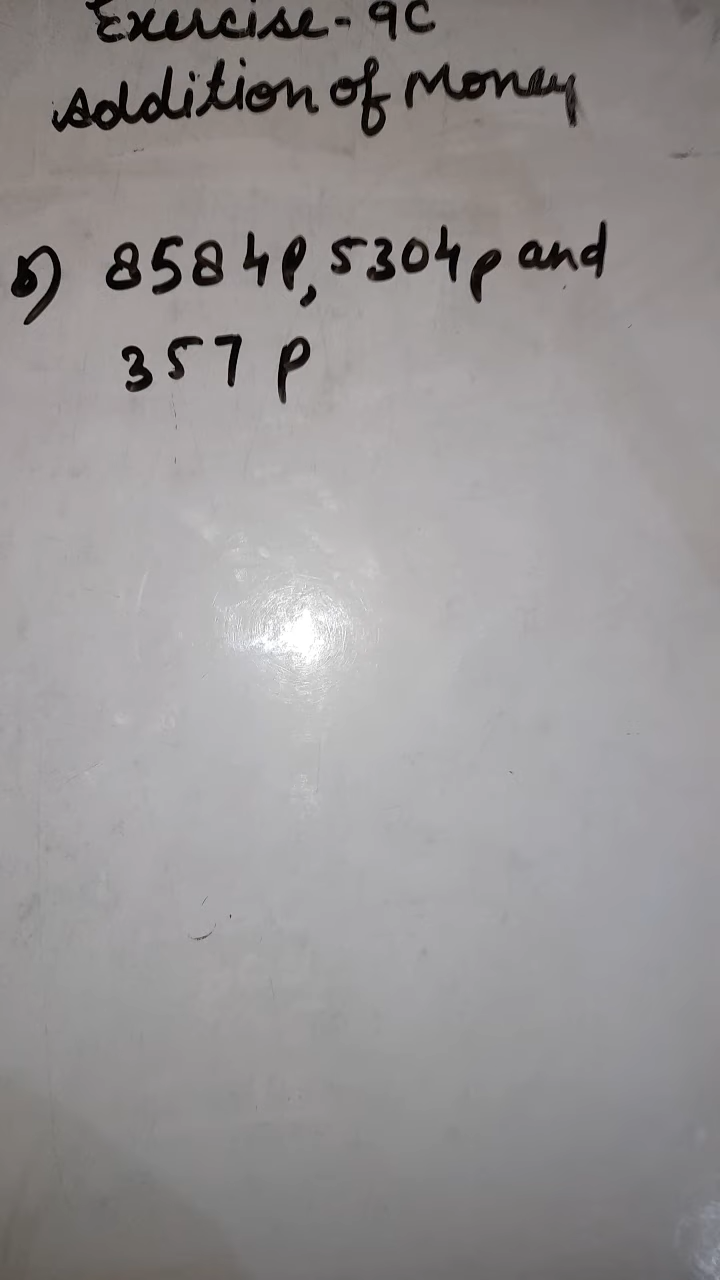 Exercise-9C
Addition of Money
b) 8584p, 5304p and
357 p